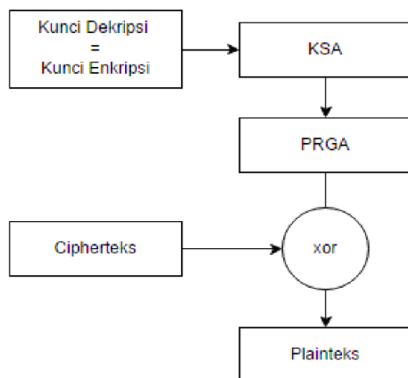 Kunci Dekripsi
=
Kunci Enkripsi
KSA
PRGA
Cipherteks
xor
Plainteks